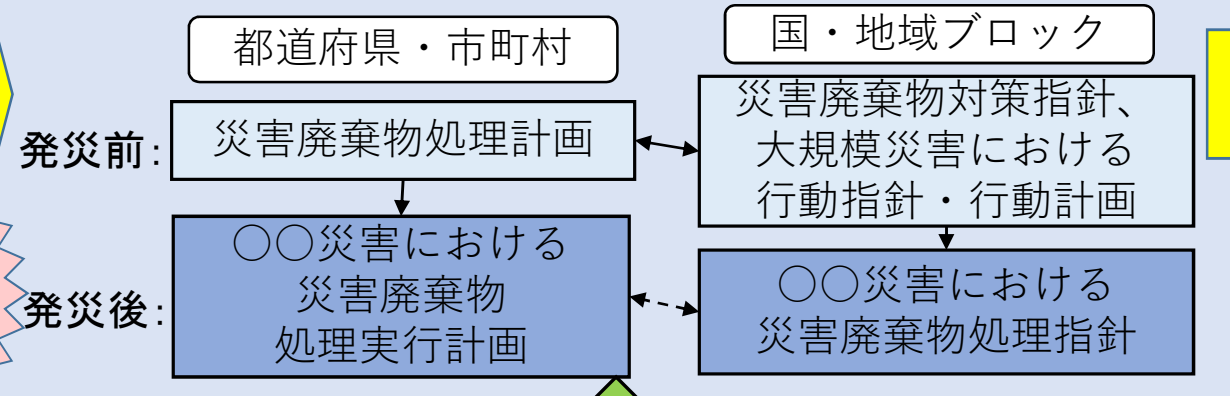 都道府県・市町村
国・地域ブロック
発災前:
災害廃棄物処理計画
災害廃棄物対策指針、
大規模災害における
行動指針・行動計画
発災後:
○○災害における
災害廃棄物
処理実行計画
○○災害における
災害廃棄物処理指針